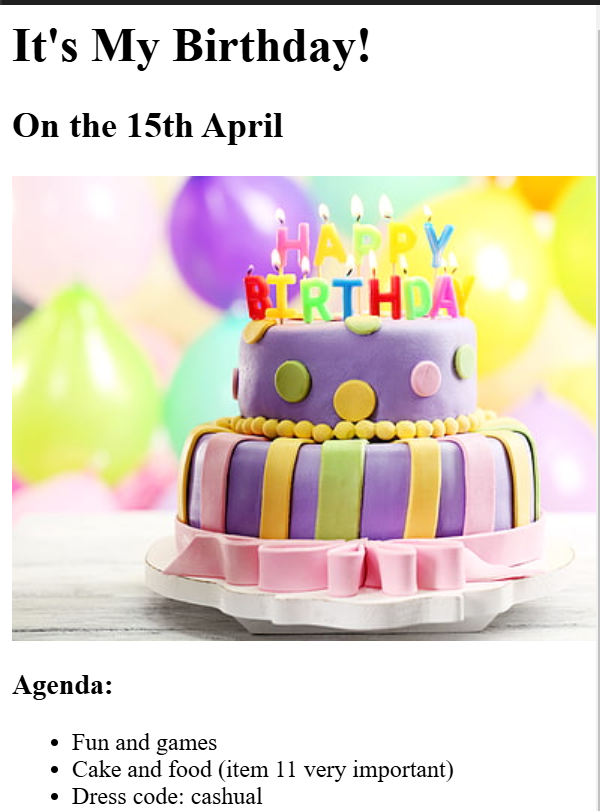 It's My Birthday!
On the 15th April
HAPPY
BIRTHDAY
Agenda:
Fun and games
Cake and food (item 11 very important)
Dress code: cashual